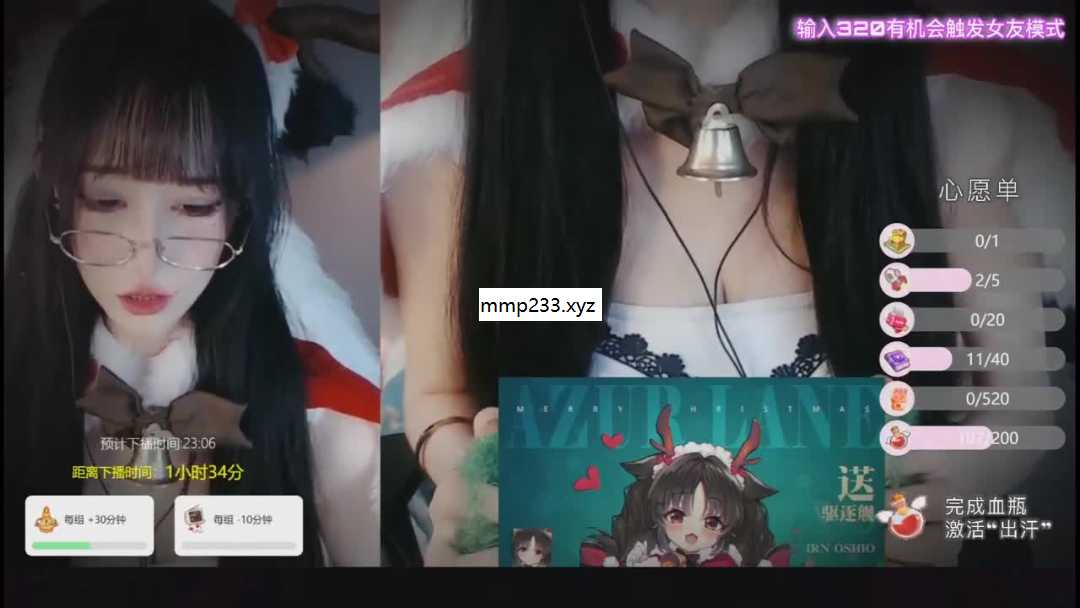 输入320有机会触发女友模式
心愿单
0/1
2/5
0/20
11/40
0/520
107/200
完成血瓶
激活“出汗”
mmp233.xyz
AZUR LANE
MERRY CHRISTMAS
送
驱逐舰
IRN OSHIO
预计下播时间:23:06
距离下播时间: 1小时34分
每组 +30分钟
每组 -10分钟